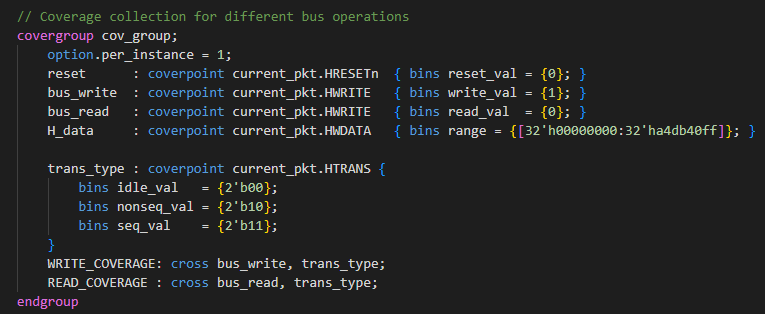 // Coverage collection for different bus operations
covergroup cov_group;
    option.per_instance = 1;
    reset      : coverpoint current_pkt.HRESETn  { bins reset_val = {0}; }
    bus_write  : coverpoint current_pkt.HWRITE   { bins write_val = {1}; }
    bus_read   : coverpoint current_pkt.HWRITE   { bins read_val  = {0}; }
    H_data     : coverpoint current_pkt.HWDATA   { bins range = {[32'h00000000:32'ha4db40ff]}; }

    trans_type : coverpoint current_pkt.HTRANS {
        bins idle_val   = {2'b00};
        bins nonseq_val = {2'b10};
        bins seq_val    = {2'b11};
    }
    WRITE_COVERAGE: cross bus_write, trans_type;
    READ_COVERAGE : cross bus_read, trans_type;
endgroup